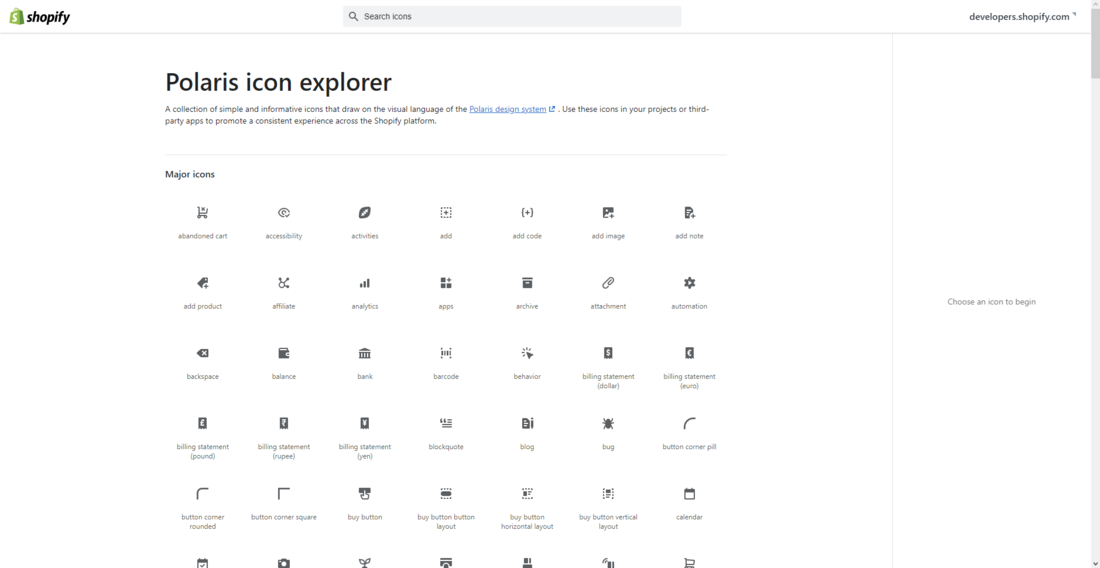 shopify
Search icons
developers.shopify.com
Polaris icon explorer
A collection of simple and informative icons that draw on the visual language of the Polaris design system . Use these icons in your projects or third-
party apps to promote a consistent experience across the Shopify platform.
Major icons
abandoned cart
accessibility
activities
add
add code
add image
add note
add product
affiliate
analytics
apps
archive
attachment
automation
Choose an icon to begin
backspace
balance
bank
barcode
behavior
billing statement
(dollar)
billing statement
(euro)
billing statement
(pound)
billing statement
(rupee)
billing statement
(yen)
blockquote
blog
bug
button corner pill
button corner
rounded
button corner square
buy button
buy button button
layout
buy button
horizontal layout
buy button vertical
layout
calendar